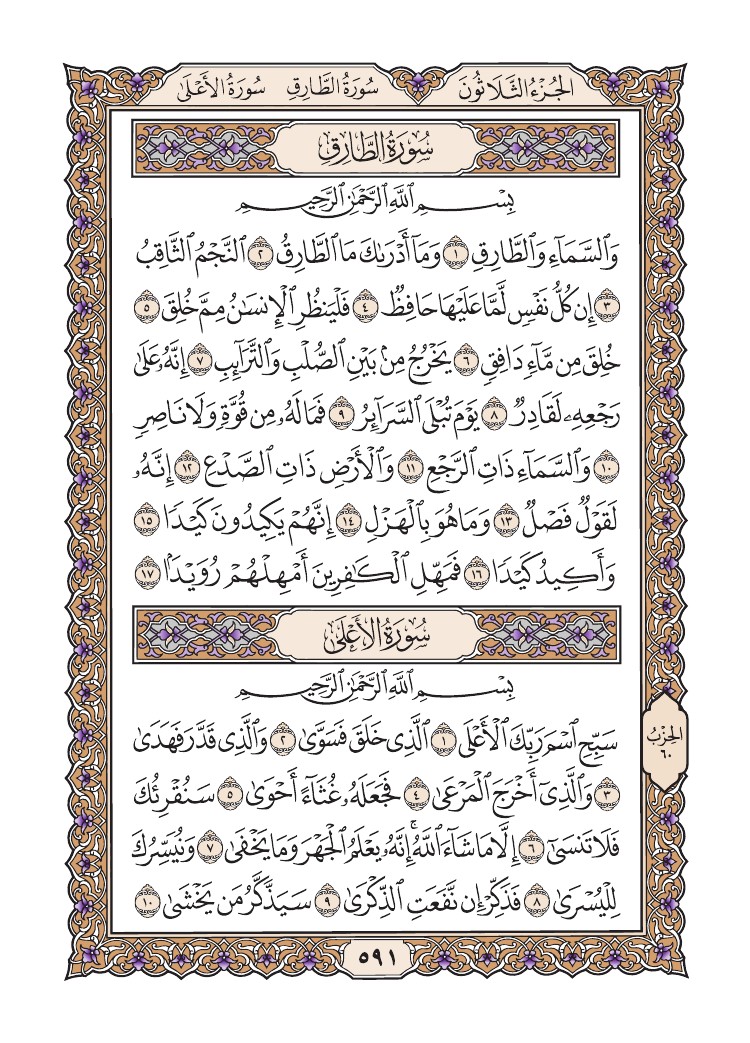 الجُزْءُ الثَّلَاثُونَ سُورَةُ الطَّارِقِ سُورَةُ الأَعْلَىٰ
سُورَةُ الطَّارِقِ
بِسْمِ ٱللَّهِ ٱلرَّحْمَٰنِ ٱلرَّحِيمِ
وَٱلسَّمَآءِ وَٱلطَّارِقِ ١ وَمَآ أَدْرَىٰكَ مَا ٱلطَّارِقُ ٢ ٱلنَّجْمُ ٱلثَّاقِبُ
٣ إِن كُلُّ نَفْسٍ لَّمَّا عَلَيْهَا حَافِظٌ ٤ فَلْيَنظُرِ ٱلْإِنسَٰنُ مِمَّ خُلِقَ ٥
خُلِقَ مِن مَّآءٍ دَافِقٍ ٦ يَخْرُجُ مِنۢ بَيْنِ ٱلصُّلْبِ وَٱلتَّرَآئِبِ ٧ إِنَّهُۥ عَلَىٰ
رَجْعِهِۦ لَقَادِرٌ ٨ يَوْمَ تُبْلَى ٱلسَّرَآئِرُ ٩ فَمَا لَهُۥ مِن قُوَّةٍ وَلَا نَاصِرٍ
١٠ وَٱلسَّمَآءِ ذَاتِ ٱلرَّجْعِ ١١ وَٱلْأَرْضِ ذَاتِ ٱلصَّدْعِ ١٢ إِنَّهُۥ
لَقَوْلٌ فَصْلٌ ١٣ وَمَا هُوَ بِٱلْهَزْلِ ١٤ إِنَّهُمْ يَكِيدُونَ كَيْدًا ١٥
وَأَكِيدُ كَيْدًا ١٦ فَمَهِّلِ ٱلْكَٰفِرِينَ أَمْهِلْهُمْ رُوَيْدًۢا ١٧
سُورَةُ الأَعْلَىٰ
بِسْمِ ٱللَّهِ ٱلرَّحْمَٰنِ ٱلرَّحِيمِ
سَبِّحِ ٱسْمَ رَبِّكَ ٱلْأَعْلَى ١ ٱلَّذِى خَلَقَ فَسَوَّىٰ ٢ وَٱلَّذِى قَدَّرَ فَهَدَىٰ
٣ وَٱلَّذِىٓ أَخْرَجَ ٱلْمَرْعَىٰ ٤ فَجَعَلَهُۥ غُثَآءً أَحْوَىٰ ٥ سَنُقْرِئُكَ
فَلَا تَنسَىٰٓ ٦ إِلَّا مَا شَآءَ ٱللَّهُ ۚ إِنَّهُۥ يَعْلَمُ ٱلْجَهْرَ وَمَا يَخْفَىٰ ٧ وَنُيَسِّرُكَ
لِلْيُسْرَىٰ ٨ فَذَكِّرْ إِن نَّفَعَتِ ٱلذِّكْرَىٰ ٩ سَيَذَّكَّرُ مَن يَخْشَىٰ ١٠
الحِزْبُ
٦٠
٥٩١